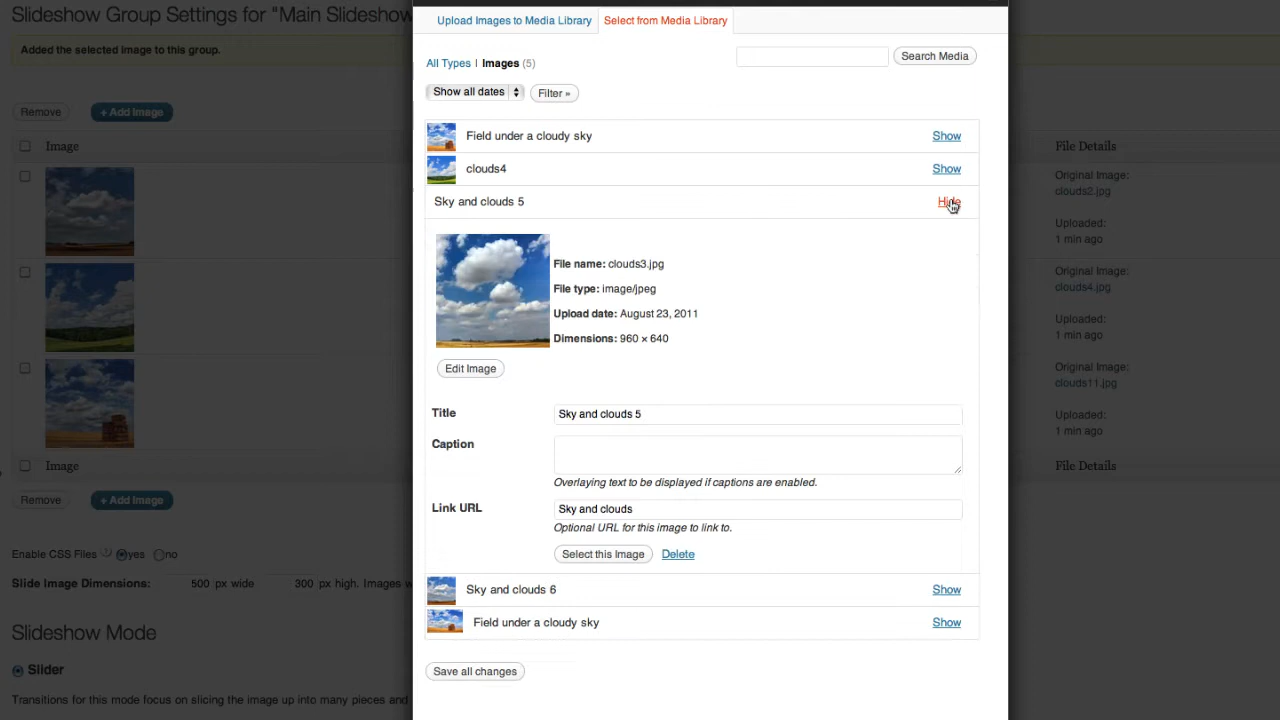 Slideshow Group Settings for "Main Slideshow
Added the selected image to this group.
Remove
+ Add Image
Image
Image
Remove
+ Add Image
Enable CSS Files yes no
Slide Image Dimensions: 500 px wide 300 px high. Images w
Slideshow Mode
Slider
Transitions for this mode focus on slicing the image up into many pieces and
Upload Images to Media Library
Select from Media Library
All Types | Images (5)
Search Media
Show all dates
Filter »
Field under a cloudy sky
Show
clouds4
Show
Sky and clouds 5
Hide
File name: clouds3.jpg
File type: image/jpeg
Upload date: August 23, 2011
Dimensions: 960 × 640
Edit Image
Title
Sky and clouds 5
Caption
Overlaying text to be displayed if captions are enabled.
Link URL
Sky and clouds
Optional URL for this image to link to.
Select this Image
Delete
Sky and clouds 6
Show
Field under a cloudy sky
Show
Save all changes
File Details
Original Image:
clouds2.jpg
Uploaded:
1 min ago
Original Image:
clouds4.jpg
Uploaded:
1 min ago
Original Image:
clouds11.jpg
Uploaded:
1 min ago
File Details